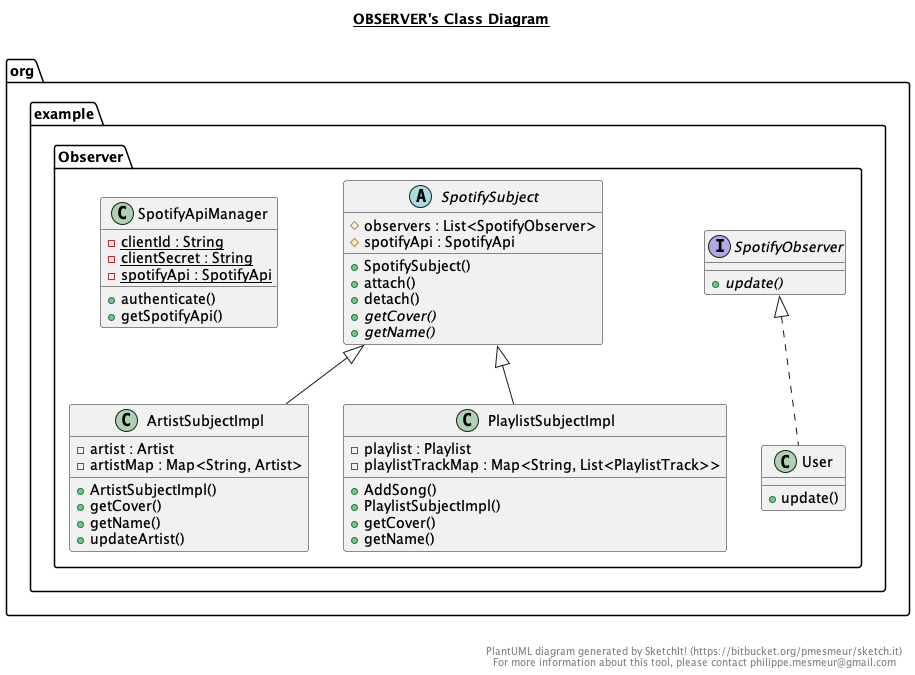 OBSERVER's Class Diagram
org
example
Observer
C SpotifyApiManager
clientId : String
clientSecret : String
spotifyApi : SpotifyApi
authenticate()
getSpotifyApi()
A SpotifySubject
observers : List<SpotifyObserver>
spotifyApi : SpotifyApi
SpotifySubject()
attach()
detach()
getCover()
getName()
I SpotifyObserver
update()
C ArtistSubjectImpl
artist : Artist
artistMap : Map<String, Artist>
ArtistSubjectImpl()
getCover()
getName()
updateArtist()
C PlaylistSubjectImpl
playlist : Playlist
playlistTrackMap : Map<String, List<PlaylistTrack>>
AddSong()
PlaylistSubjectImpl()
getCover()
getName()
C User
update()
PlantUML diagram generated by SketchIt! (https://bitbucket.org/pmesmeur/sketch.it)
For more information about this tool, please contact philippe.mesmeur@gmail.com